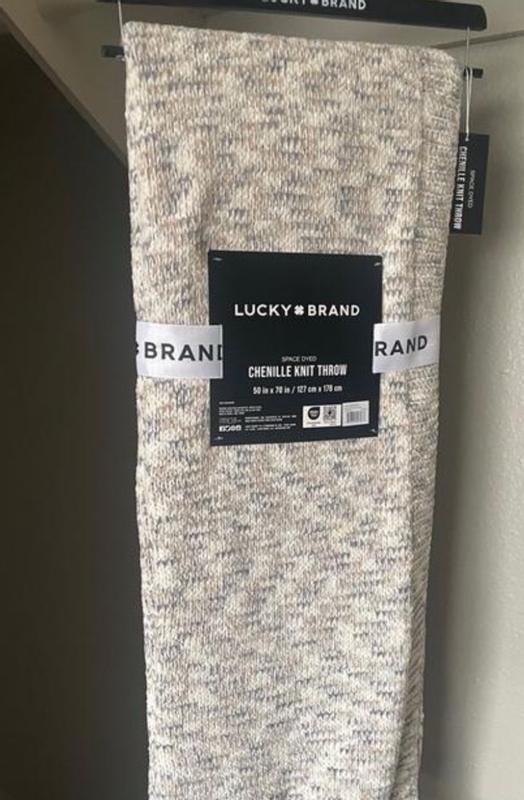 LUCKY BRAND
SPACE DYED
CHENILLE KNIT THROW
BRAND
LUCKY BRAND
RAND
SPACE DYED
CHENILLE KNIT THROW
50 in x 70 in / 127 cm x 178 cm